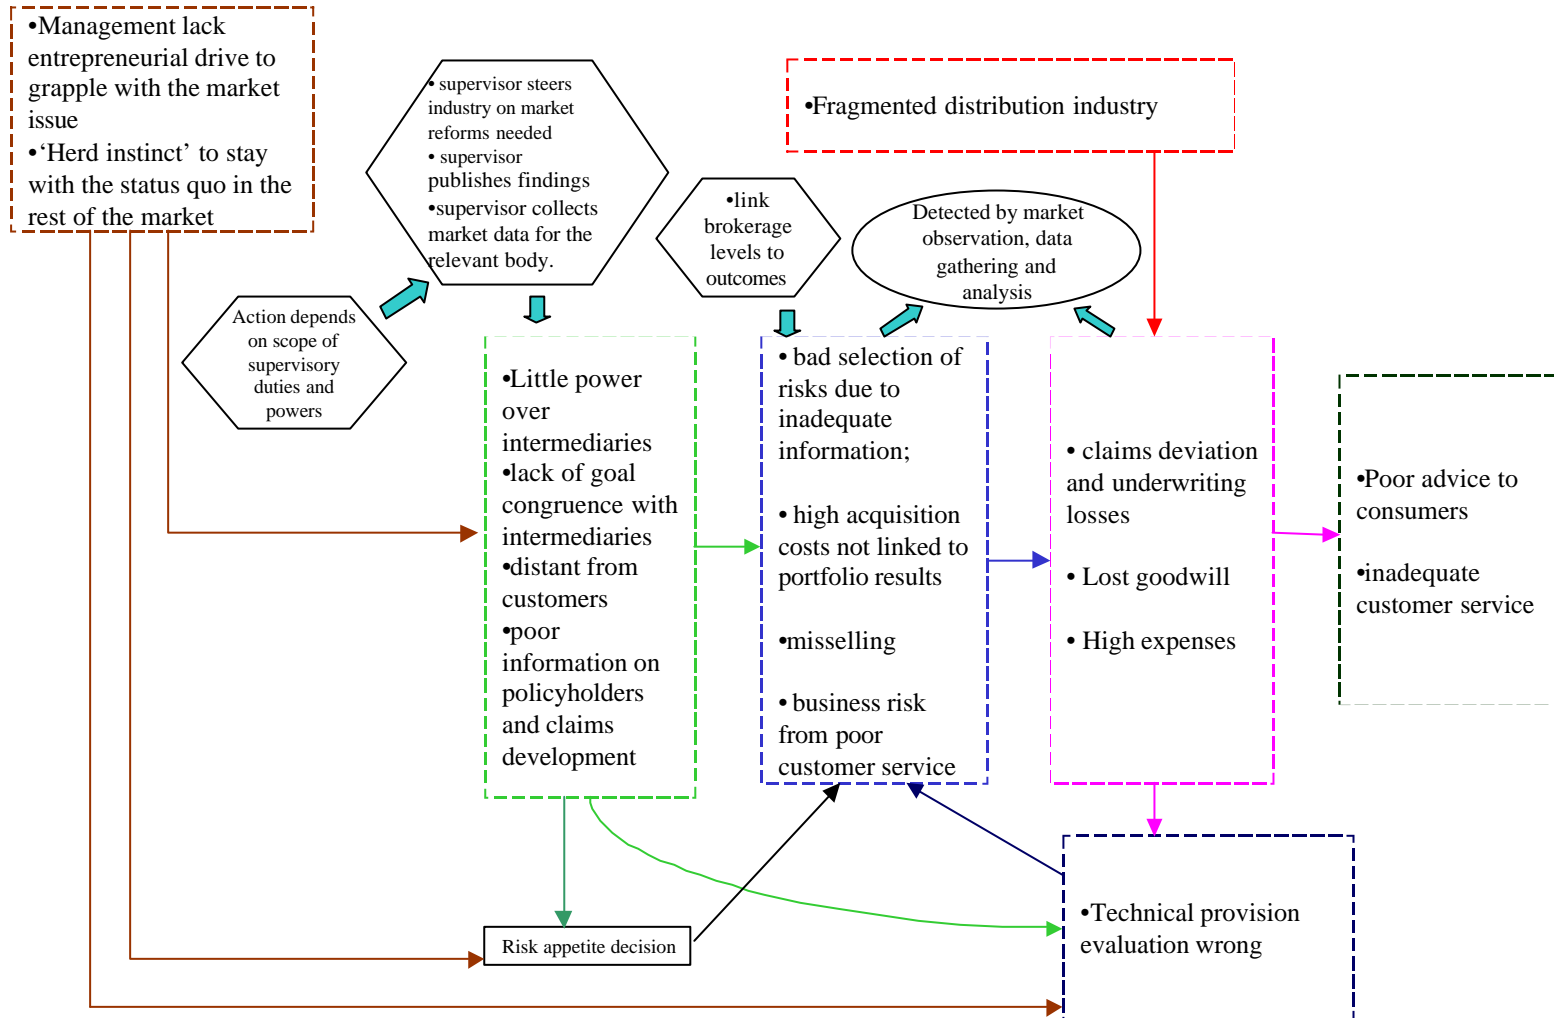 •Management lack
entrepreneurial drive to
grapple with the market
issue
•‘Herd instinct’ to stay
with the status quo in the
rest of the market
• supervisor steers
industry on market
reforms needed
• supervisor
publishes findings
•supervisor collects
market data for the
relevant body.
•Fragmented distribution industry
•link
brokerage
levels to
outcomes
Detected by market
observation, data
gathering and
analysis
Action depends
on scope of
supervisory
duties and
powers
•Little power
over
intermediaries
•lack of goal
congruence with
intermediaries
•distant from
customers
•poor
information on
policyholders
and claims
development
• bad selection of
risks due to
inadequate
information;
• high acquisition
costs not linked to
portfolio results
•misselling
• business risk
from poor
customer service
• claims deviation
and underwriting
losses
• Lost goodwill
• High expenses
•Poor advice to
consumers
•inadequate
customer service
Risk appetite decision
•Technical provision
evaluation wrong